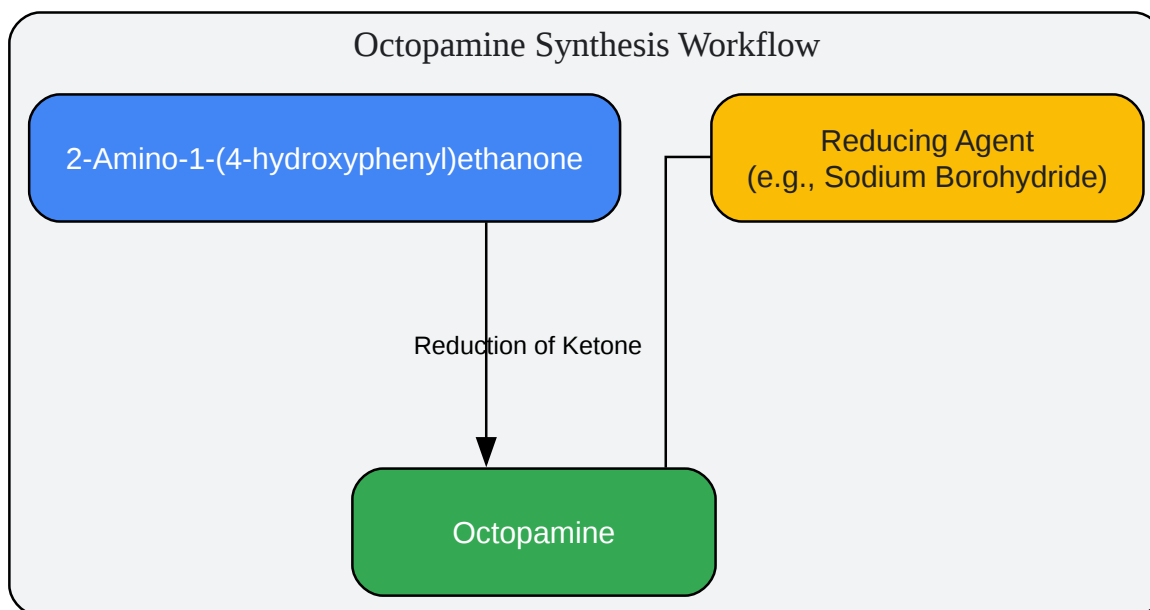 Octopamine Synthesis Workflow
2-Amino-1-(4-hydroxyphenyl)ethanone
Reducing Agent
(e.g., Sodium Borohydride)
Reduction of Ketone
Octopamine